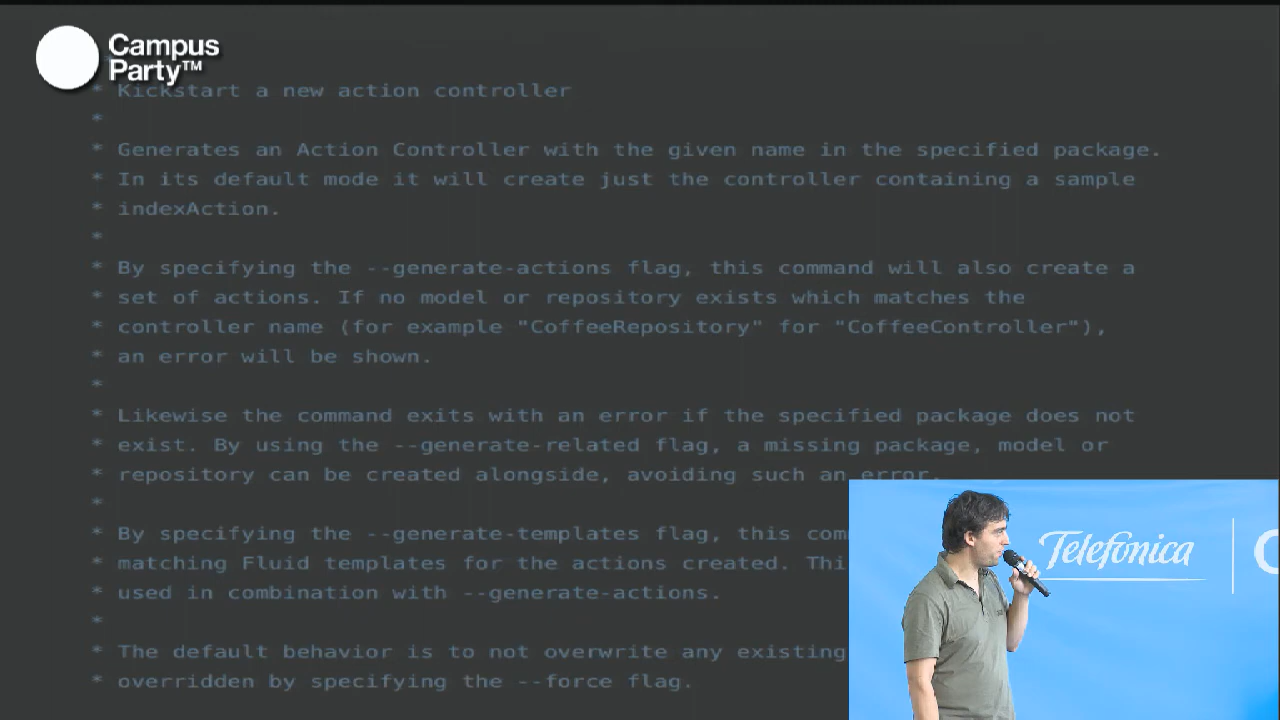 Campus
Party™
* Kickstart a new action controller
*
* Generates an Action Controller with the given name in the specified package.
* In its default mode it will create just the controller containing a sample
* indexAction.
*
* By specifying the --generate-actions flag, this command will also create a
* set of actions. If no model or repository exists which matches the
* controller name (for example "CoffeeRepository" for "CoffeeController"),
* an error will be shown.
*
* Likewise the command exits with an error if the specified package does not
* exist. By using the --generate-related flag, a missing package, model or
* repository can be created alongside, avoiding such an error.
*
* By specifying the --generate-templates flag, this com
* matching Fluid templates for the actions created. Thi
* used in combination with --generate-actions.
*
* The default behavior is to not overwrite any existing
* overridden by specifying the --force flag.
Telefónica